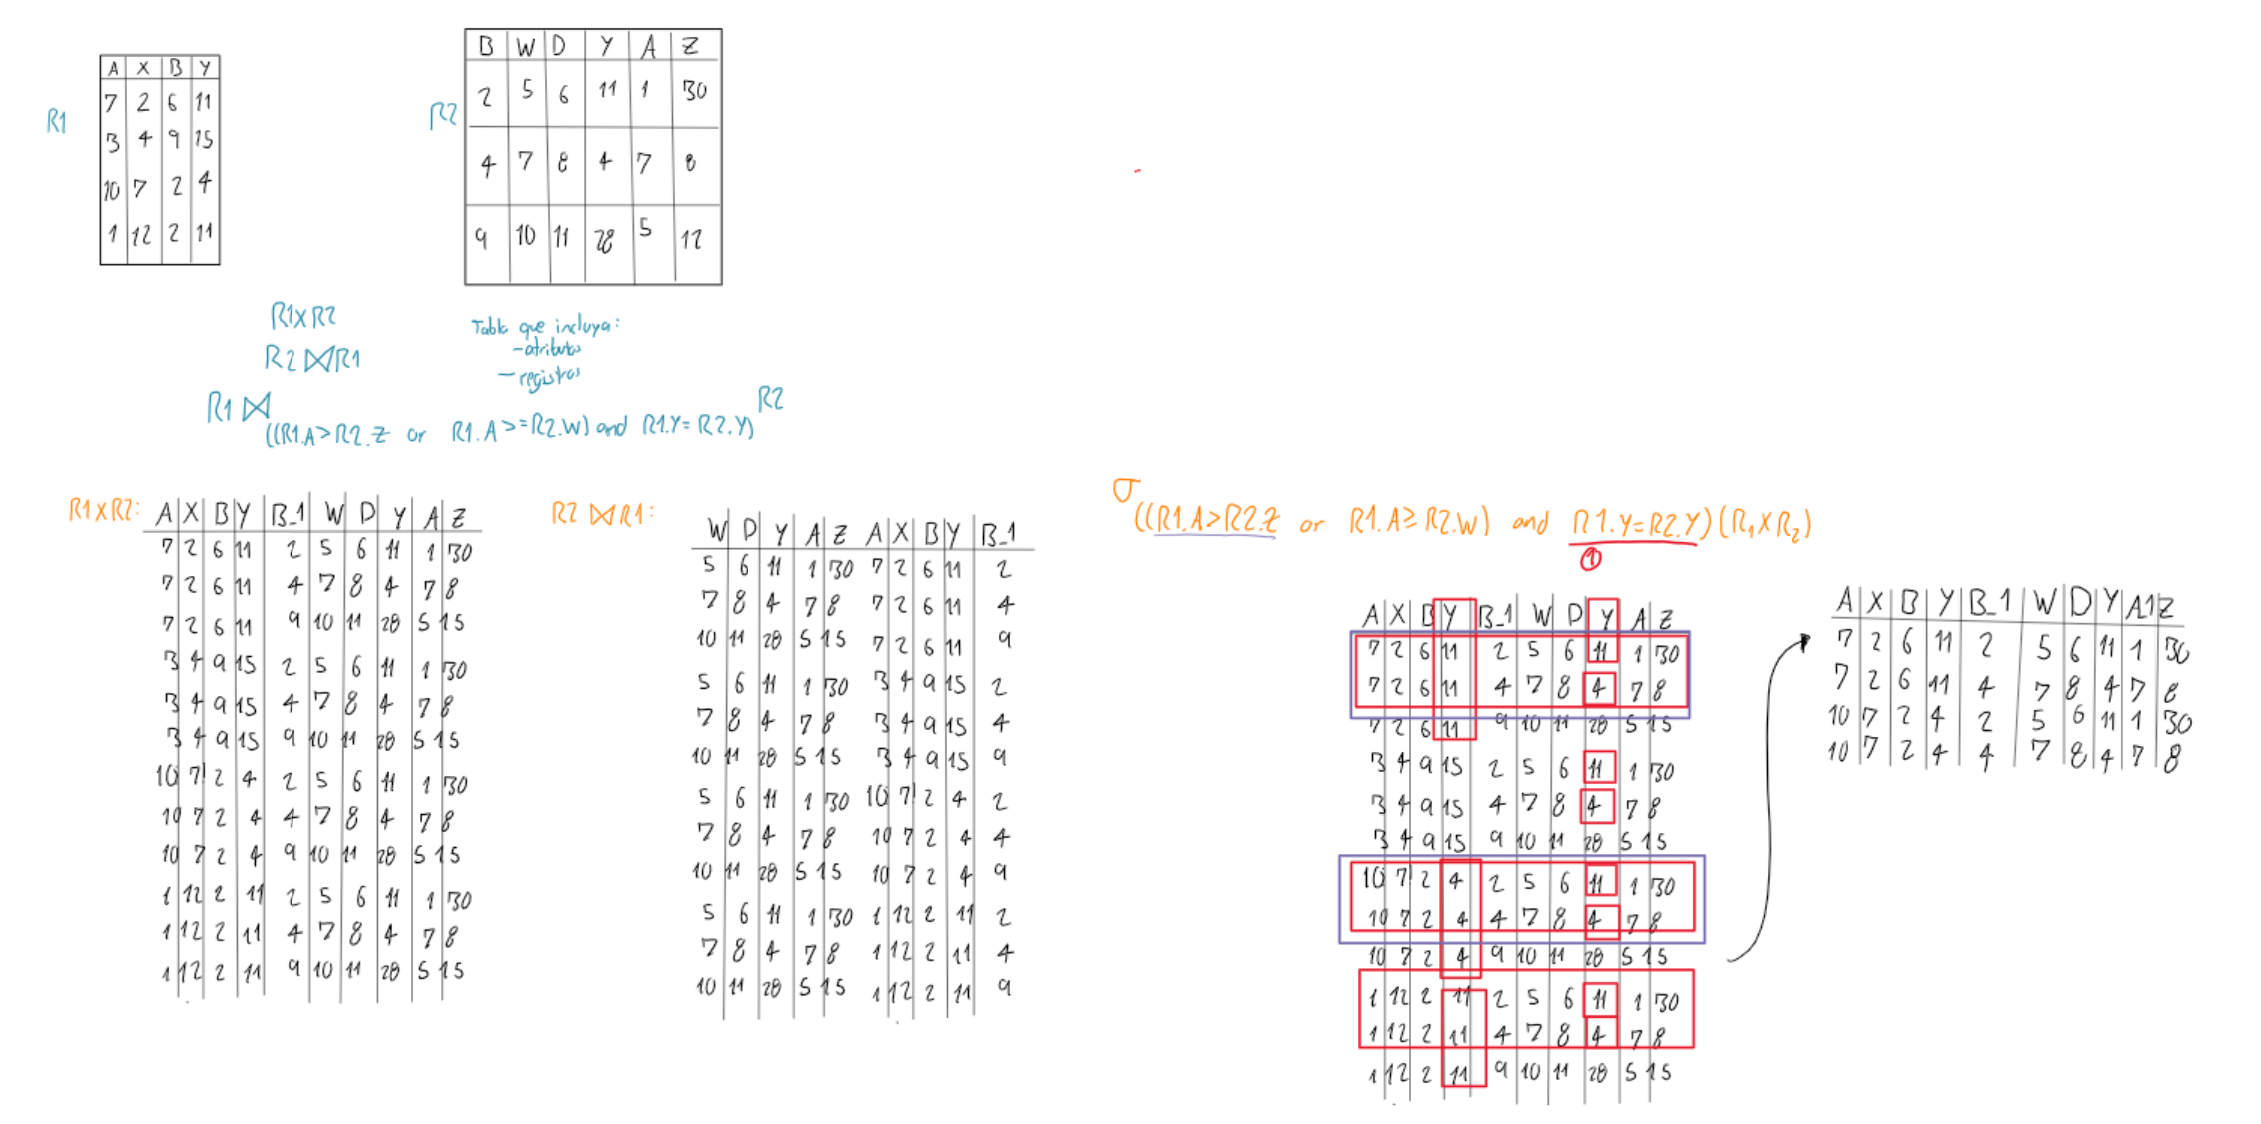 R1
A X B Y
7 2 6 11
3 4 9 15
10 7 2 4
1 12 2 11
R2
B W D Y A Z
2 5 6 11 1 30
4 7 8 4 7 8
9 10 11 28 5 12
R1XR2
R2 ⋈ R1
R1 ⋈ ((R1.A>R2.Z or R1.A>=R2.W) and R1.Y=R2.Y) R2
Tabla que incluya:
-atributos
-registros
R1XR2:
A X B Y B_1 W D Y A Z
7 2 6 11 2 5 6 11 1 30
7 2 6 11 4 7 8 4 7 8
7 2 6 11 9 10 11 28 5 15
3 4 9 15 2 5 6 11 1 30
3 4 9 15 4 7 8 4 7 8
3 4 9 15 9 10 11 28 5 15
10 7 2 4 2 5 6 11 1 30
10 7 2 4 4 7 8 4 7 8
10 7 2 4 9 10 11 28 5 15
1 12 2 11 2 5 6 11 1 30
1 12 2 11 4 7 8 4 7 8
1 12 2 11 9 10 11 28 5 15
R2 ⋈ R1:
W D Y A Z A X B Y B_1
5 6 11 1 30 7 2 6 11 2
7 8 4 7 8 7 2 6 11 4
10 11 28 5 15 7 2 6 11 9
5 6 11 1 30 3 4 9 15 2
7 8 4 7 8 3 4 9 15 4
10 11 28 5 15 3 4 9 15 9
5 6 11 1 30 10 7 2 4 2
7 8 4 7 8 10 7 2 4 4
10 11 28 5 15 10 7 2 4 9
5 6 11 1 30 1 12 2 11 2
7 8 4 7 8 1 12 2 11 4
10 11 28 5 15 1 12 2 11 9
σ ((R1.A>R2.Z or R1.A≥R2.W) and R1.Y=R2.Y)(R1XR2)
1
A X B Y B_1 W D Y A Z
7 2 6 11 2 5 6 11 1 30
7 2 6 11 4 7 8 4 7 8
7 2 6 11 9 10 11 28 5 15
3 4 9 15 2 5 6 11 1 30
3 4 9 15 4 7 8 4 7 8
3 4 9 15 9 10 11 28 5 15
10 7 2 4 2 5 6 11 1 30
10 7 2 4 4 7 8 4 7 8
10 7 2 4 9 10 11 28 5 15
1 12 2 11 2 5 6 11 1 30
1 12 2 11 4 7 8 4 7 8
1 12 2 11 9 10 11 28 5 15
A X B Y B_1 W D Y A1 Z
7 2 6 11 2 5 6 11 1 30
7 2 6 11 4 7 8 4 7 8
10 7 2 4 2 5 6 11 1 30
10 7 2 4 4 7 8 4 7 8